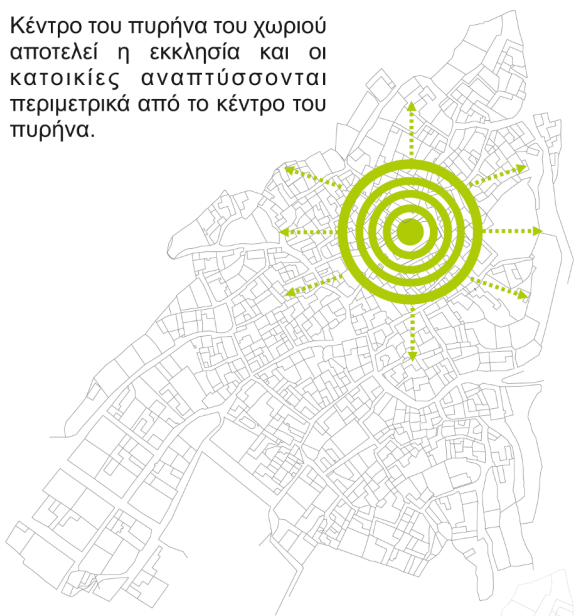 Κέντρο του πυρήνα του χωριού
αποτελεί η εκκλησία και οι
κατοικίες αναπτύσσονται
περιμετρικά από το κέντρο του
πυρήνα.